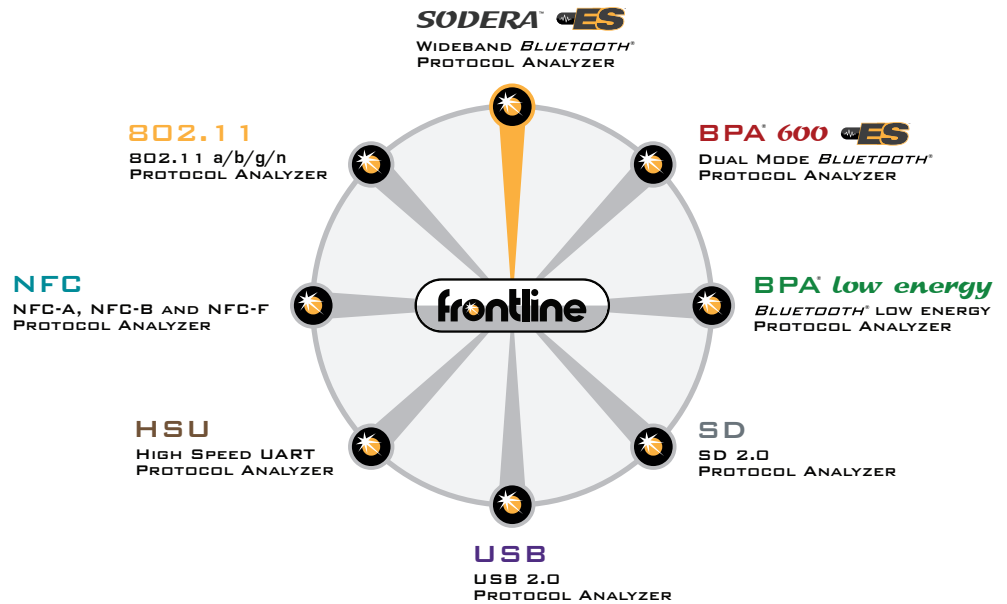 SODERA™ ES
WIDEBAND BLUETOOTH®
PROTOCOL ANALYZER
802.11
802.11 a/b/g/n
PROTOCOL ANALYZER
BPA® 600 ES
DUAL MODE BLUETOOTH®
PROTOCOL ANALYZER
NFC
NFC-A, NFC-B AND NFC-F
PROTOCOL ANALYZER
frontline
BPA® low energy
BLUETOOTH® LOW ENERGY
PROTOCOL ANALYZER
HSU
HIGH SPEED UART
PROTOCOL ANALYZER
SD
SD 2.0
PROTOCOL ANALYZER
USB
USB 2.0
PROTOCOL ANALYZER